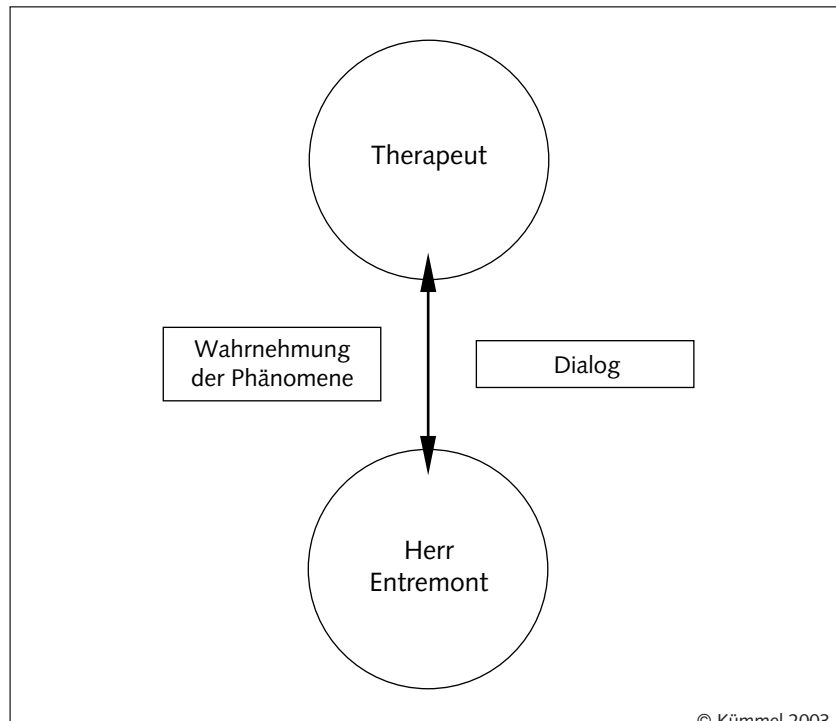 Therapeut
Wahrnehmung
der Phänomene
Dialog
Herr
Entremont
© Kümmel 2003